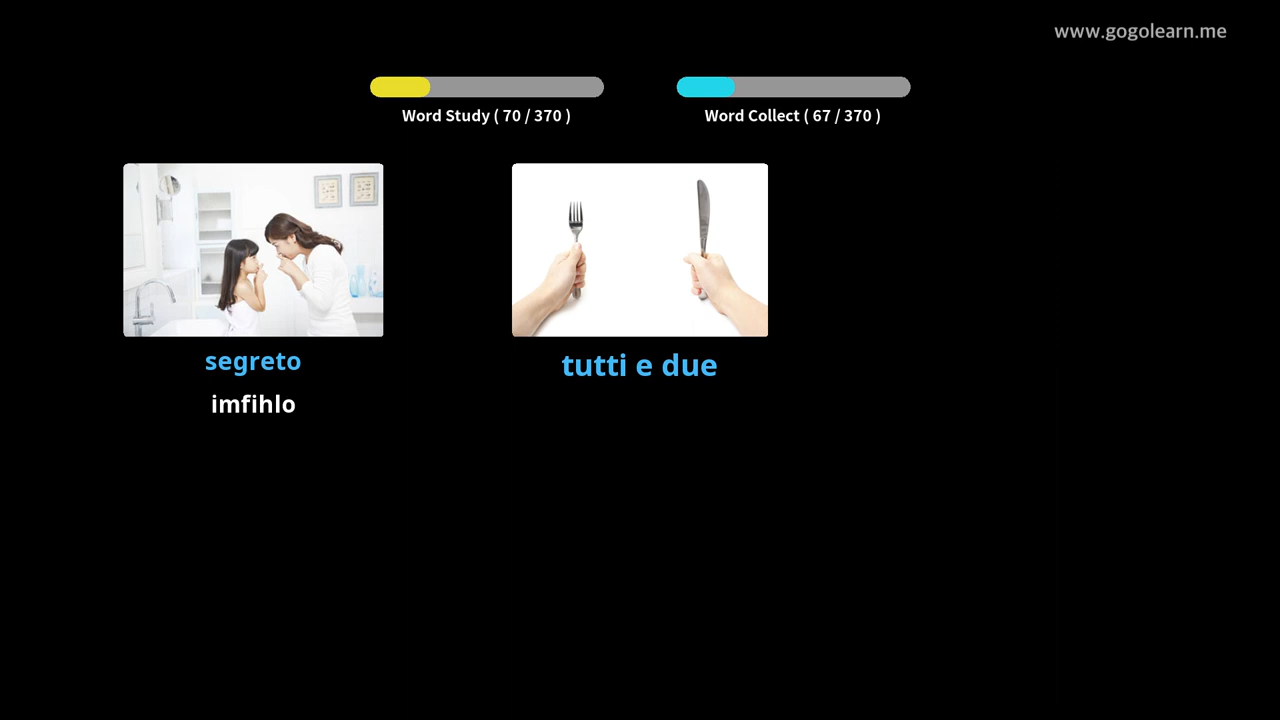 www.gogolearn.me
Word Study ( 70 / 370 )
Word Collect ( 67 / 370 )
segreto
imfihlo
tutti e due